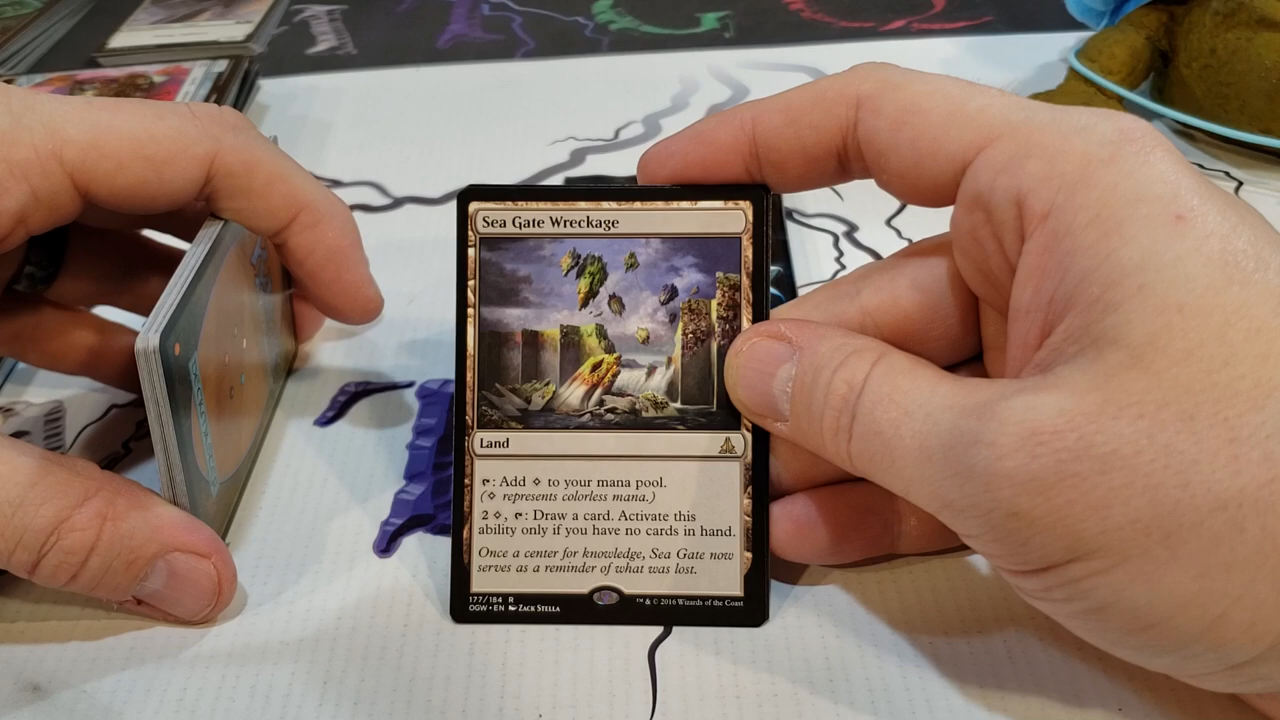 Sea Gate Wreckage
Land
: Add to your mana pool.
( represents colorless mana.)
2 , : Draw a card. Activate this
ability only if you have no cards in hand.
Once a center for knowledge, Sea Gate now
serves as a reminder of what was lost.
177/184 R
OGW • EN Zack Stella
™ & © 2016 Wizards of the Coast